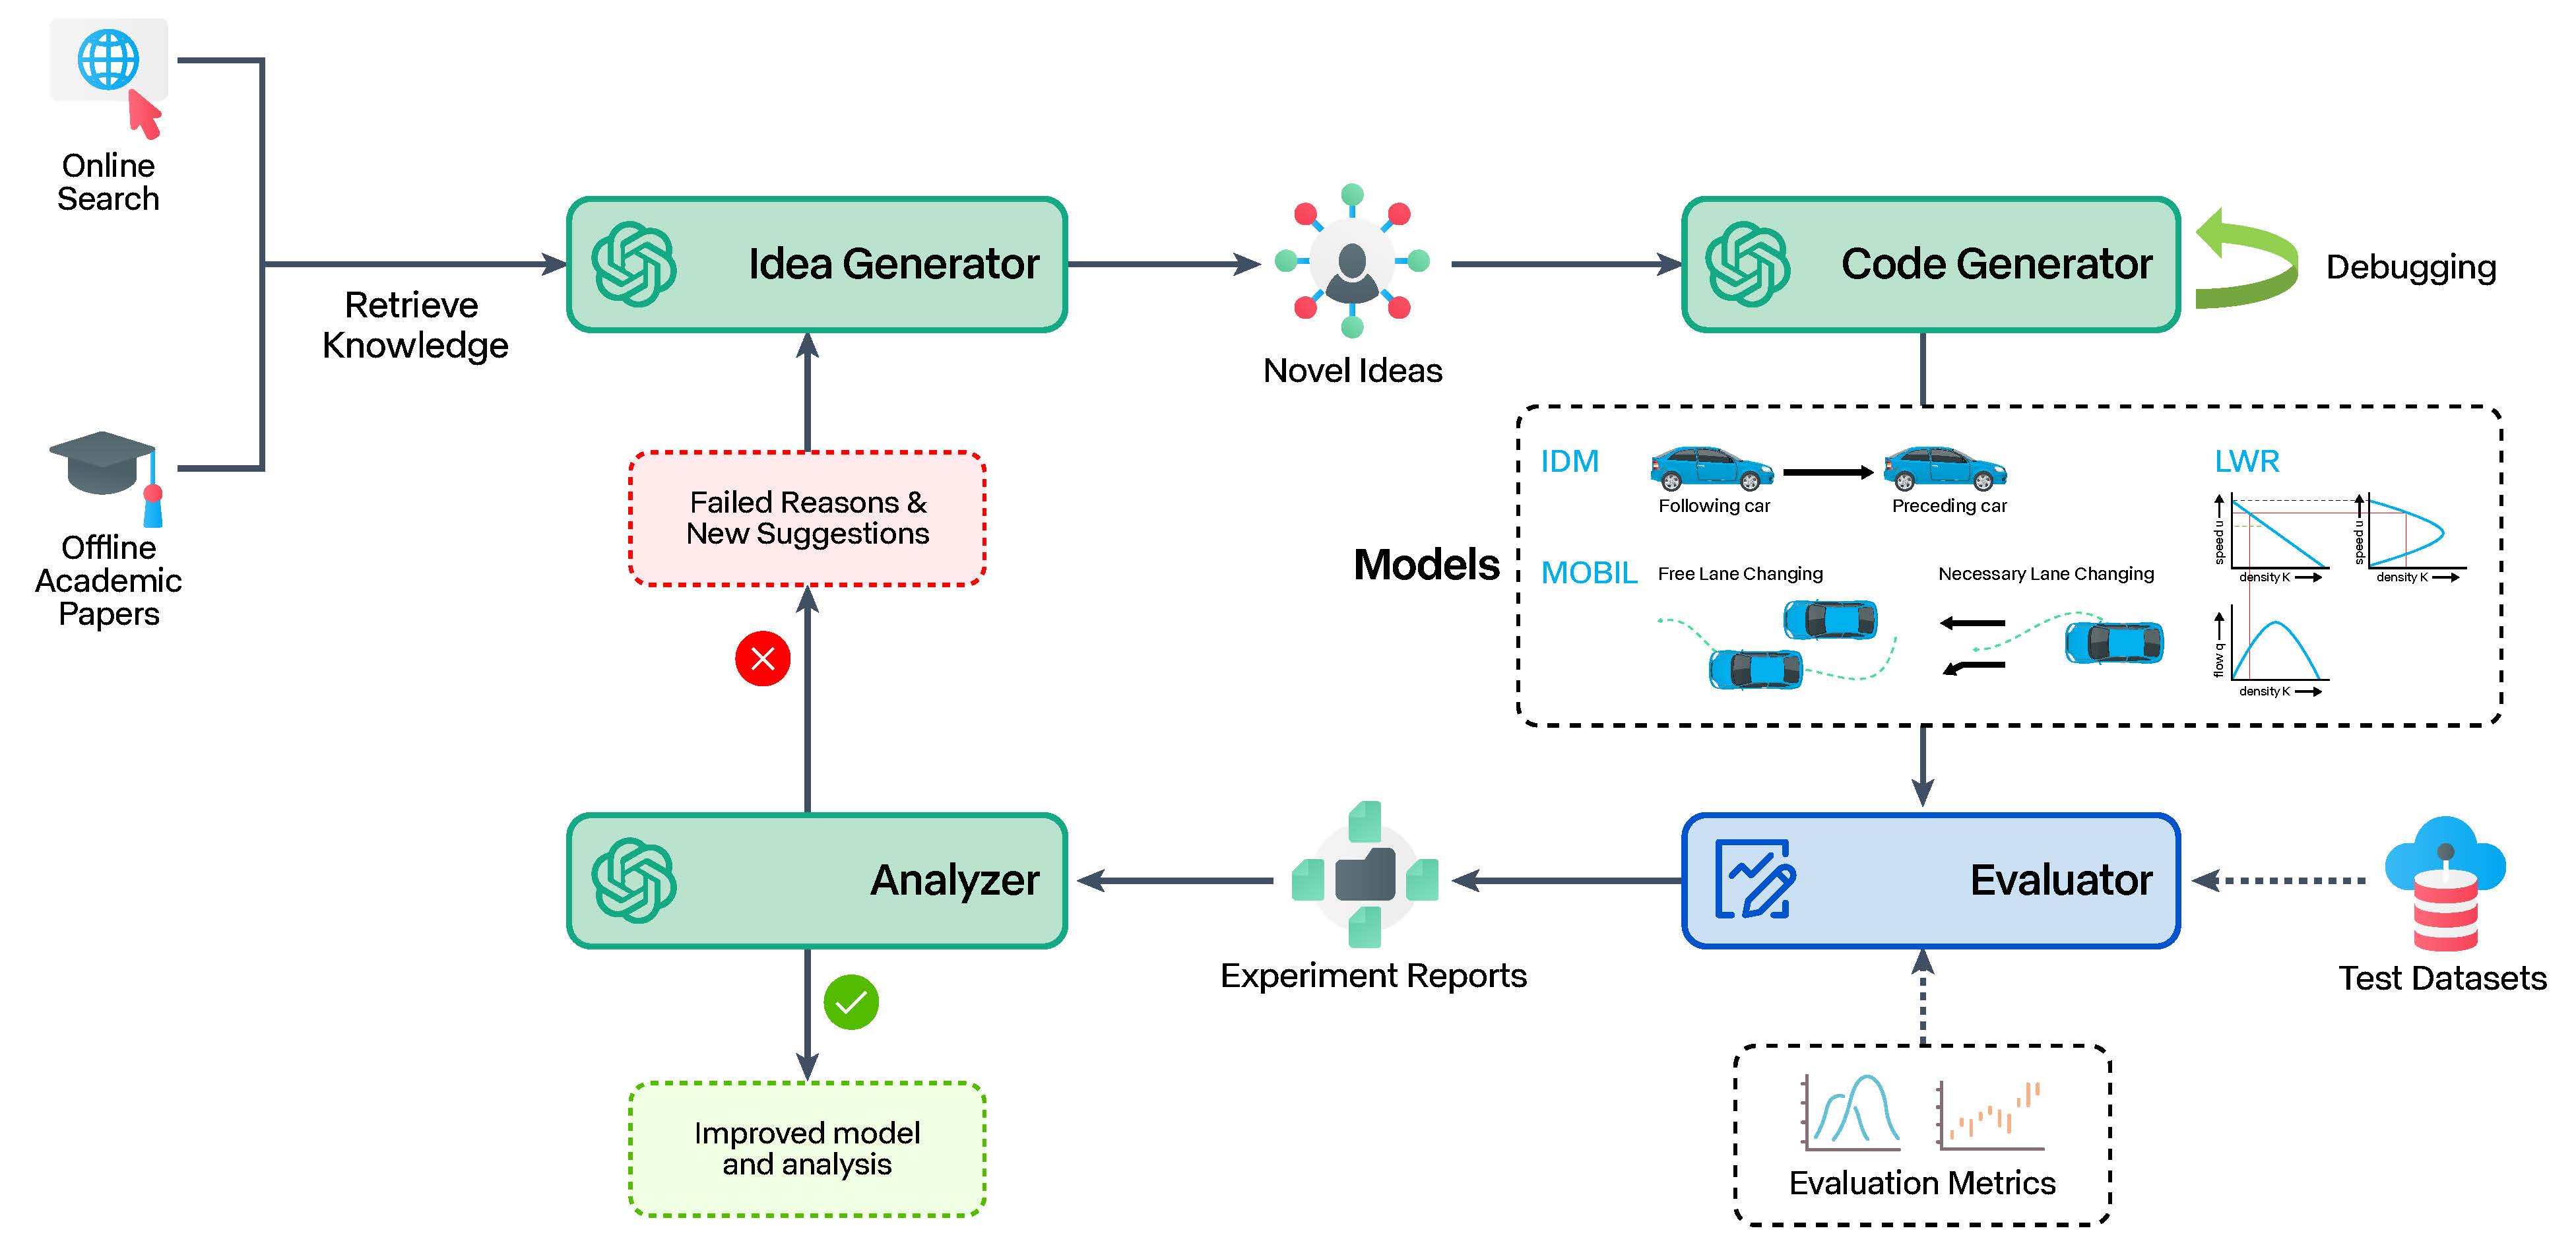 Online
Search
Retrieve
Knowledge
Offline
Academic
Papers
Idea Generator
Novel Ideas
Code Generator
Debugging
Failed Reasons &
New Suggestions
Models
IDM
Following car
Preceding car
LWR
speed u
density K
speed u
density K
MOBIL
Free Lane Changing
Necessary Lane Changing
flow q
density K
Analyzer
Experiment Reports
Evaluator
Test Datasets
Improved model
and analysis
Evaluation Metrics